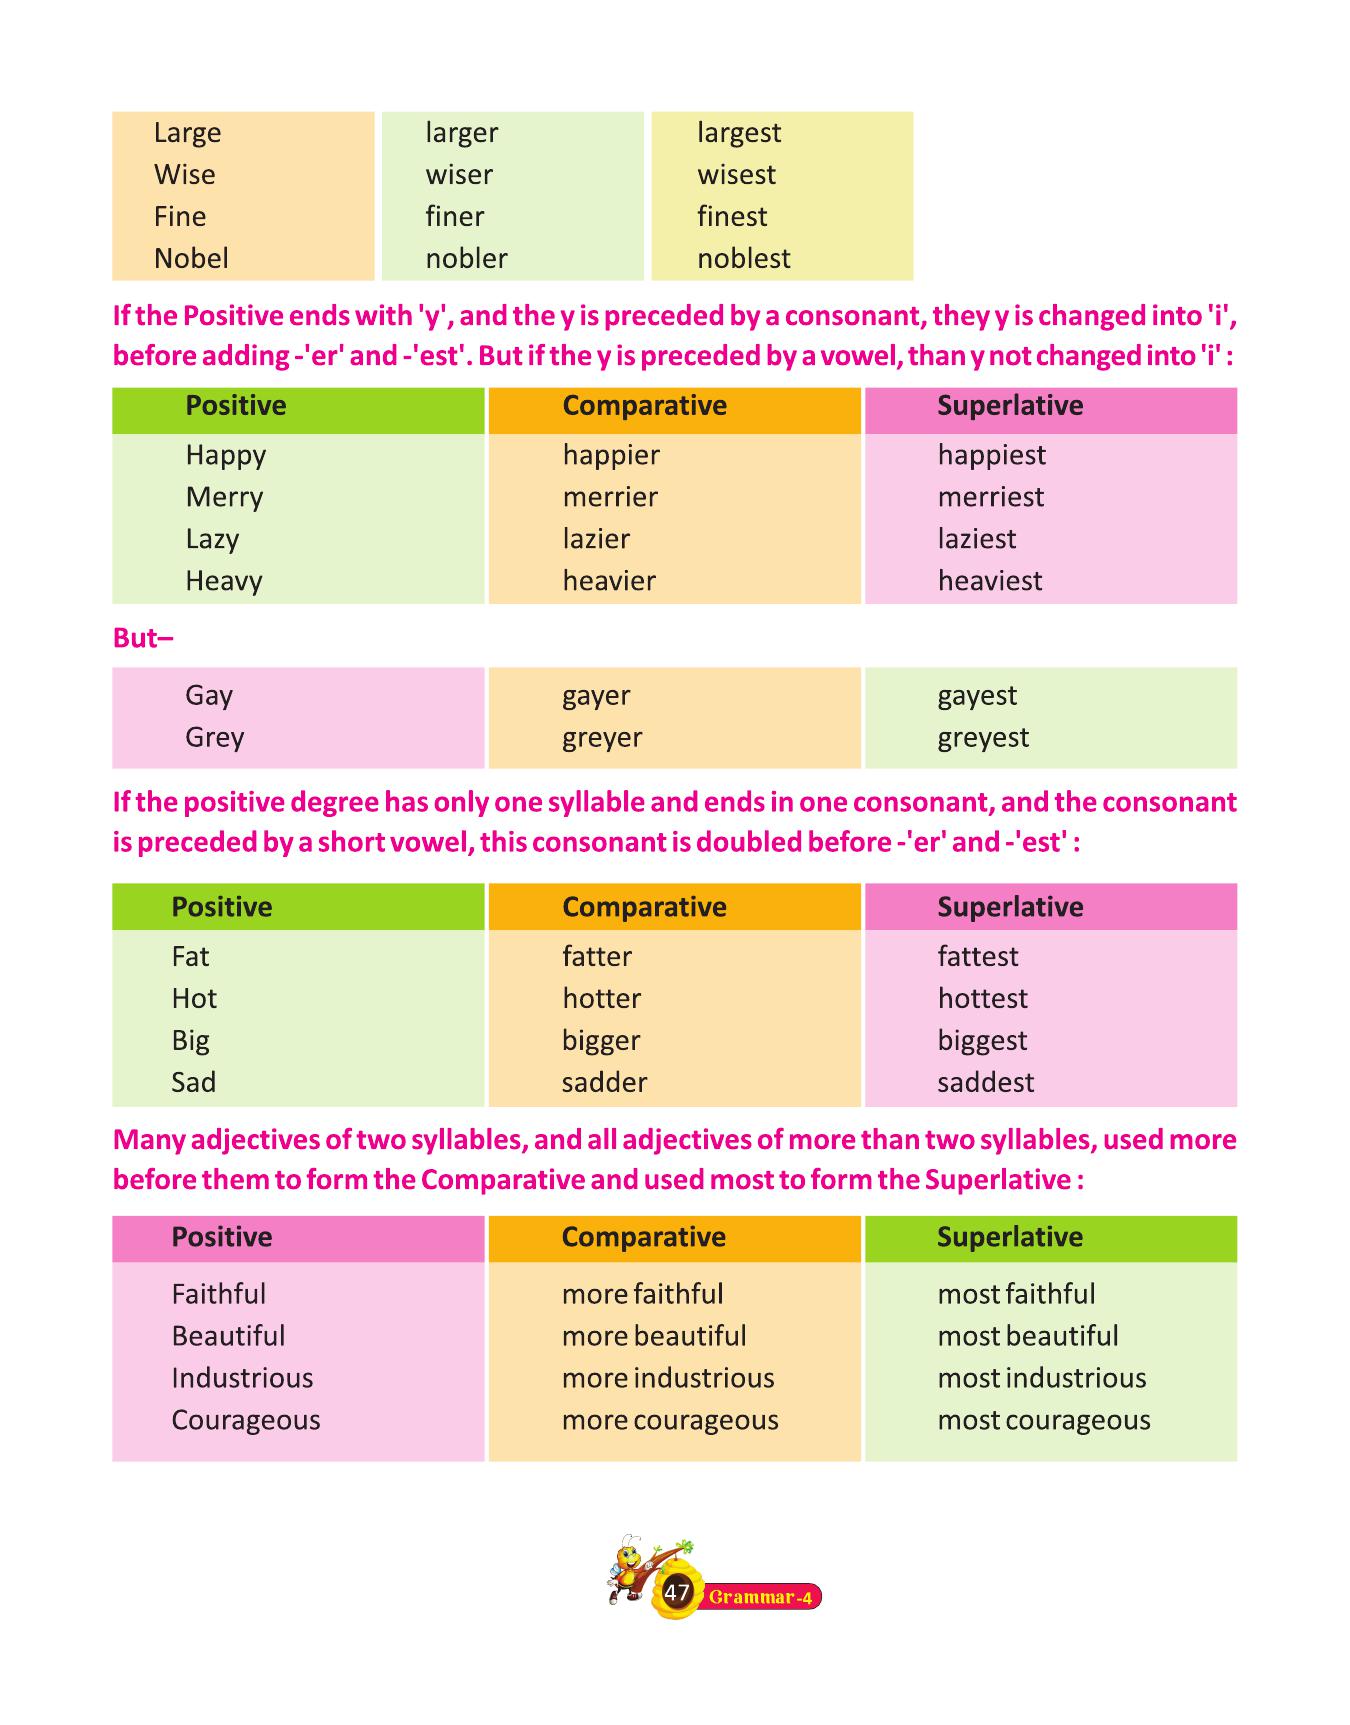 Large larger largest
Wise wiser wisest
Fine finer finest
Nobel nobler noblest
If the Positive ends with 'y', and the y is preceded by a consonant, they y is changed into 'i',
before adding -'er' and -'est'. But if the y is preceded by a vowel, than y not changed into 'i' :
Positive Comparative Superlative
Happy happier happiest
Merry merrier merriest
Lazy lazier laziest
Heavy heavier heaviest
But–
Gay gayer gayest
Grey greyer greyest
If the positive degree has only one syllable and ends in one consonant, and the consonant
is preceded by a short vowel, this consonant is doubled before -'er' and -'est' :
Positive Comparative Superlative
Fat fatter fattest
Hot hotter hottest
Big bigger biggest
Sad sadder saddest
Many adjectives of two syllables, and all adjectives of more than two syllables, used more
before them to form the Comparative and used most to form the Superlative :
Positive Comparative Superlative
Faithful more faithful most faithful
Beautiful more beautiful most beautiful
Industrious more industrious most industrious
Courageous more courageous most courageous
47 Grammar-4